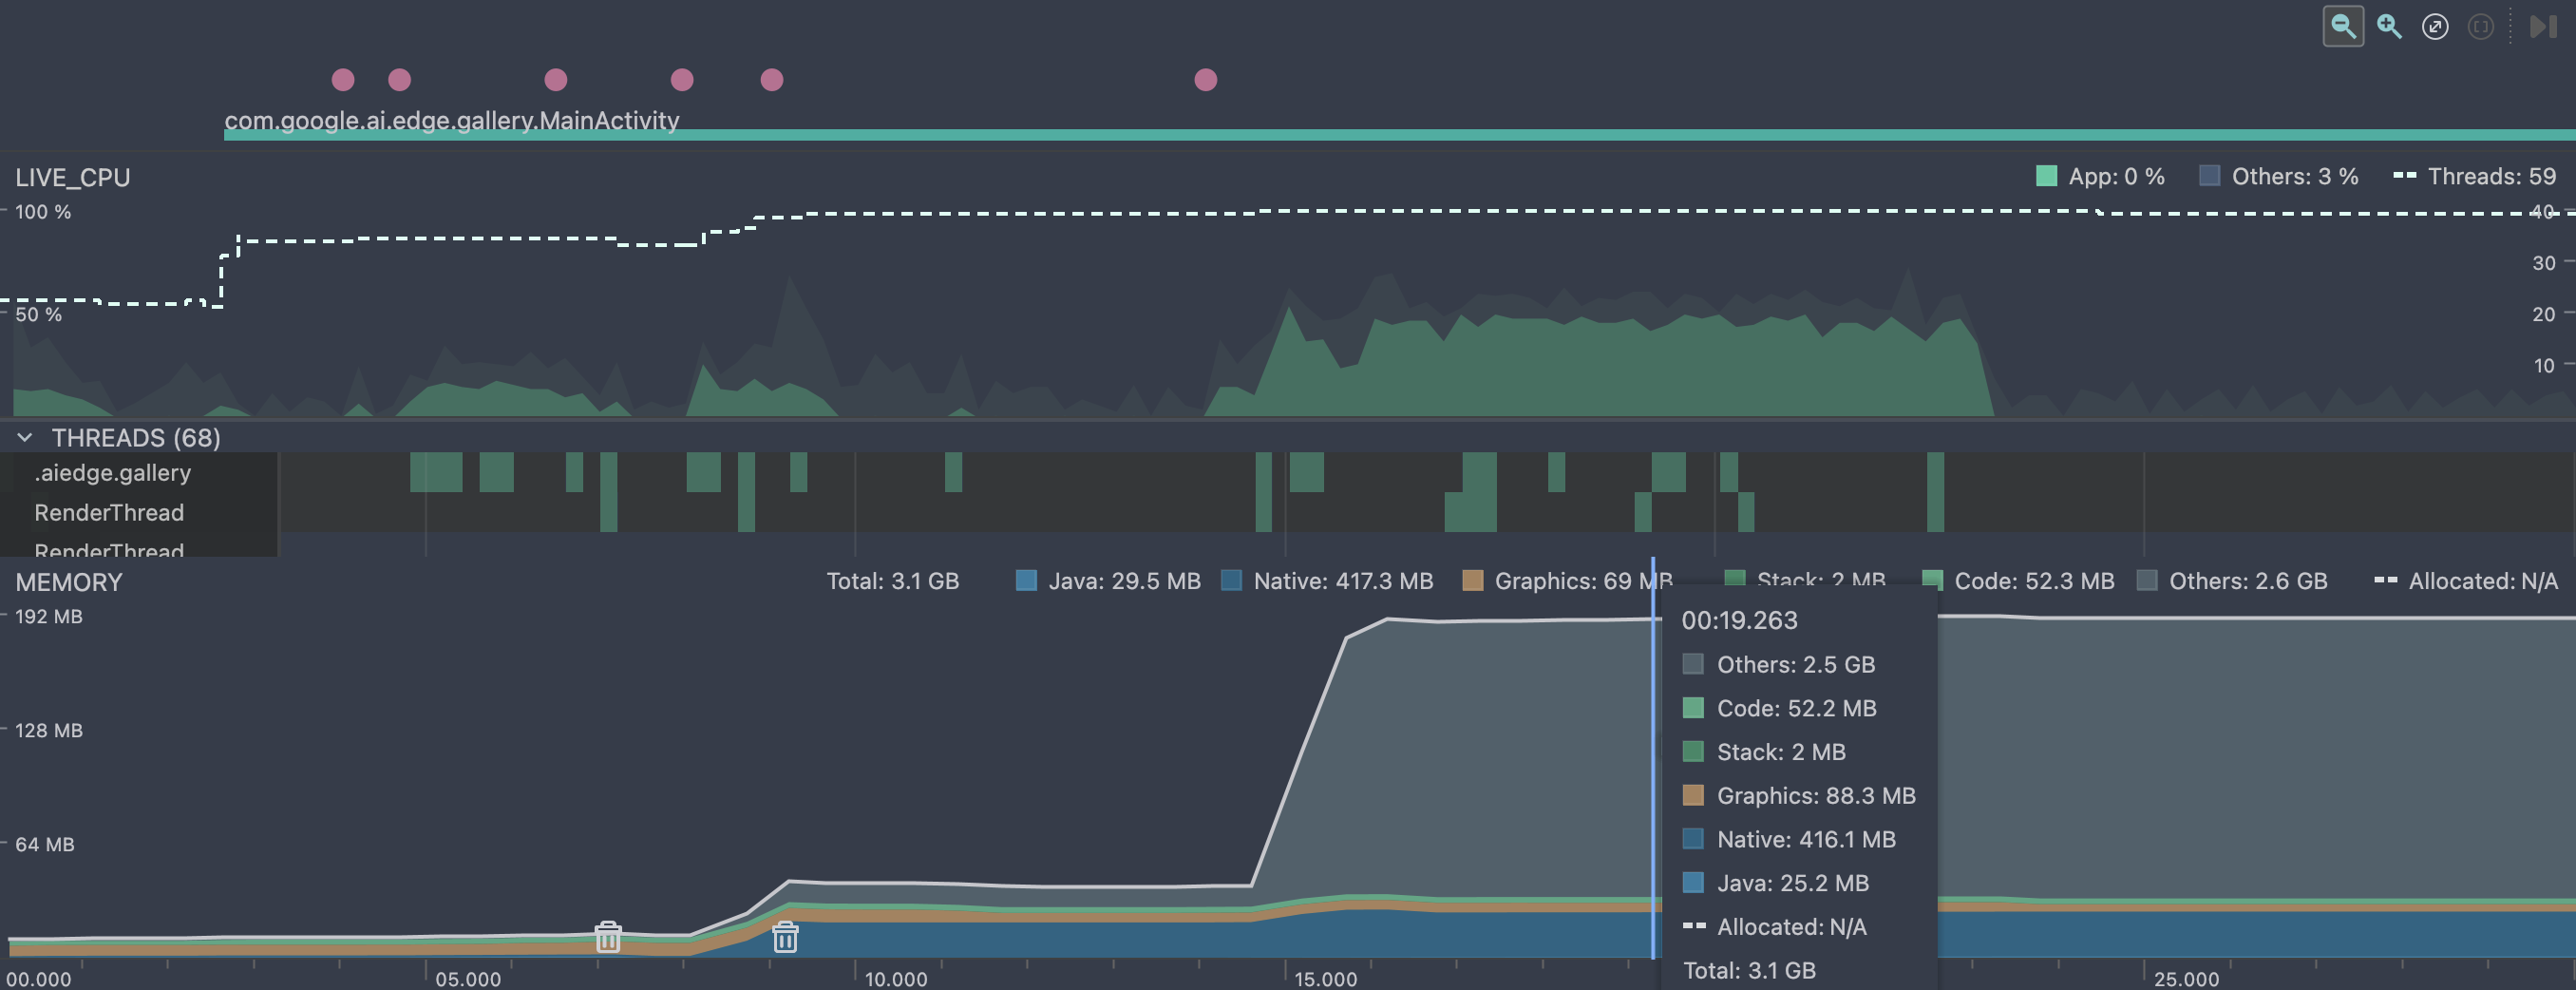 com.google.ai.edge.gallery.MainActivity
LIVE_CPU
App: 0 %
Others: 3 %
Threads: 59
100 %
40
50 %
30
20
10
THREADS (68)
.aiedge.gallery
RenderThread
RenderThread
MEMORY
Total: 3.1 GB
Java: 29.5 MB
Native: 417.3 MB
Graphics: 69 MB
Stack: 2 MB
Code: 52.3 MB
Others: 2.6 GB
Allocated: N/A
192 MB
128 MB
64 MB
00:19.263
Others: 2.5 GB
Code: 52.2 MB
Stack: 2 MB
Graphics: 88.3 MB
Native: 416.1 MB
Java: 25.2 MB
Allocated: N/A
Total: 3.1 GB
00.000
05.000
10.000
15.000
25.000